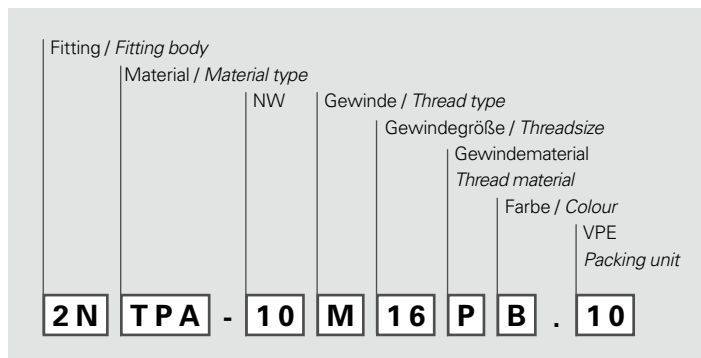 Fitting / Fitting body
Material / Material type
NW
Gewinde / Thread type
Gewindegröße / Threadsize
Gewindematerial
Thread material
Farbe / Colour
VPE
Packing unit
2N TPA - 10 M 16 P B . 10